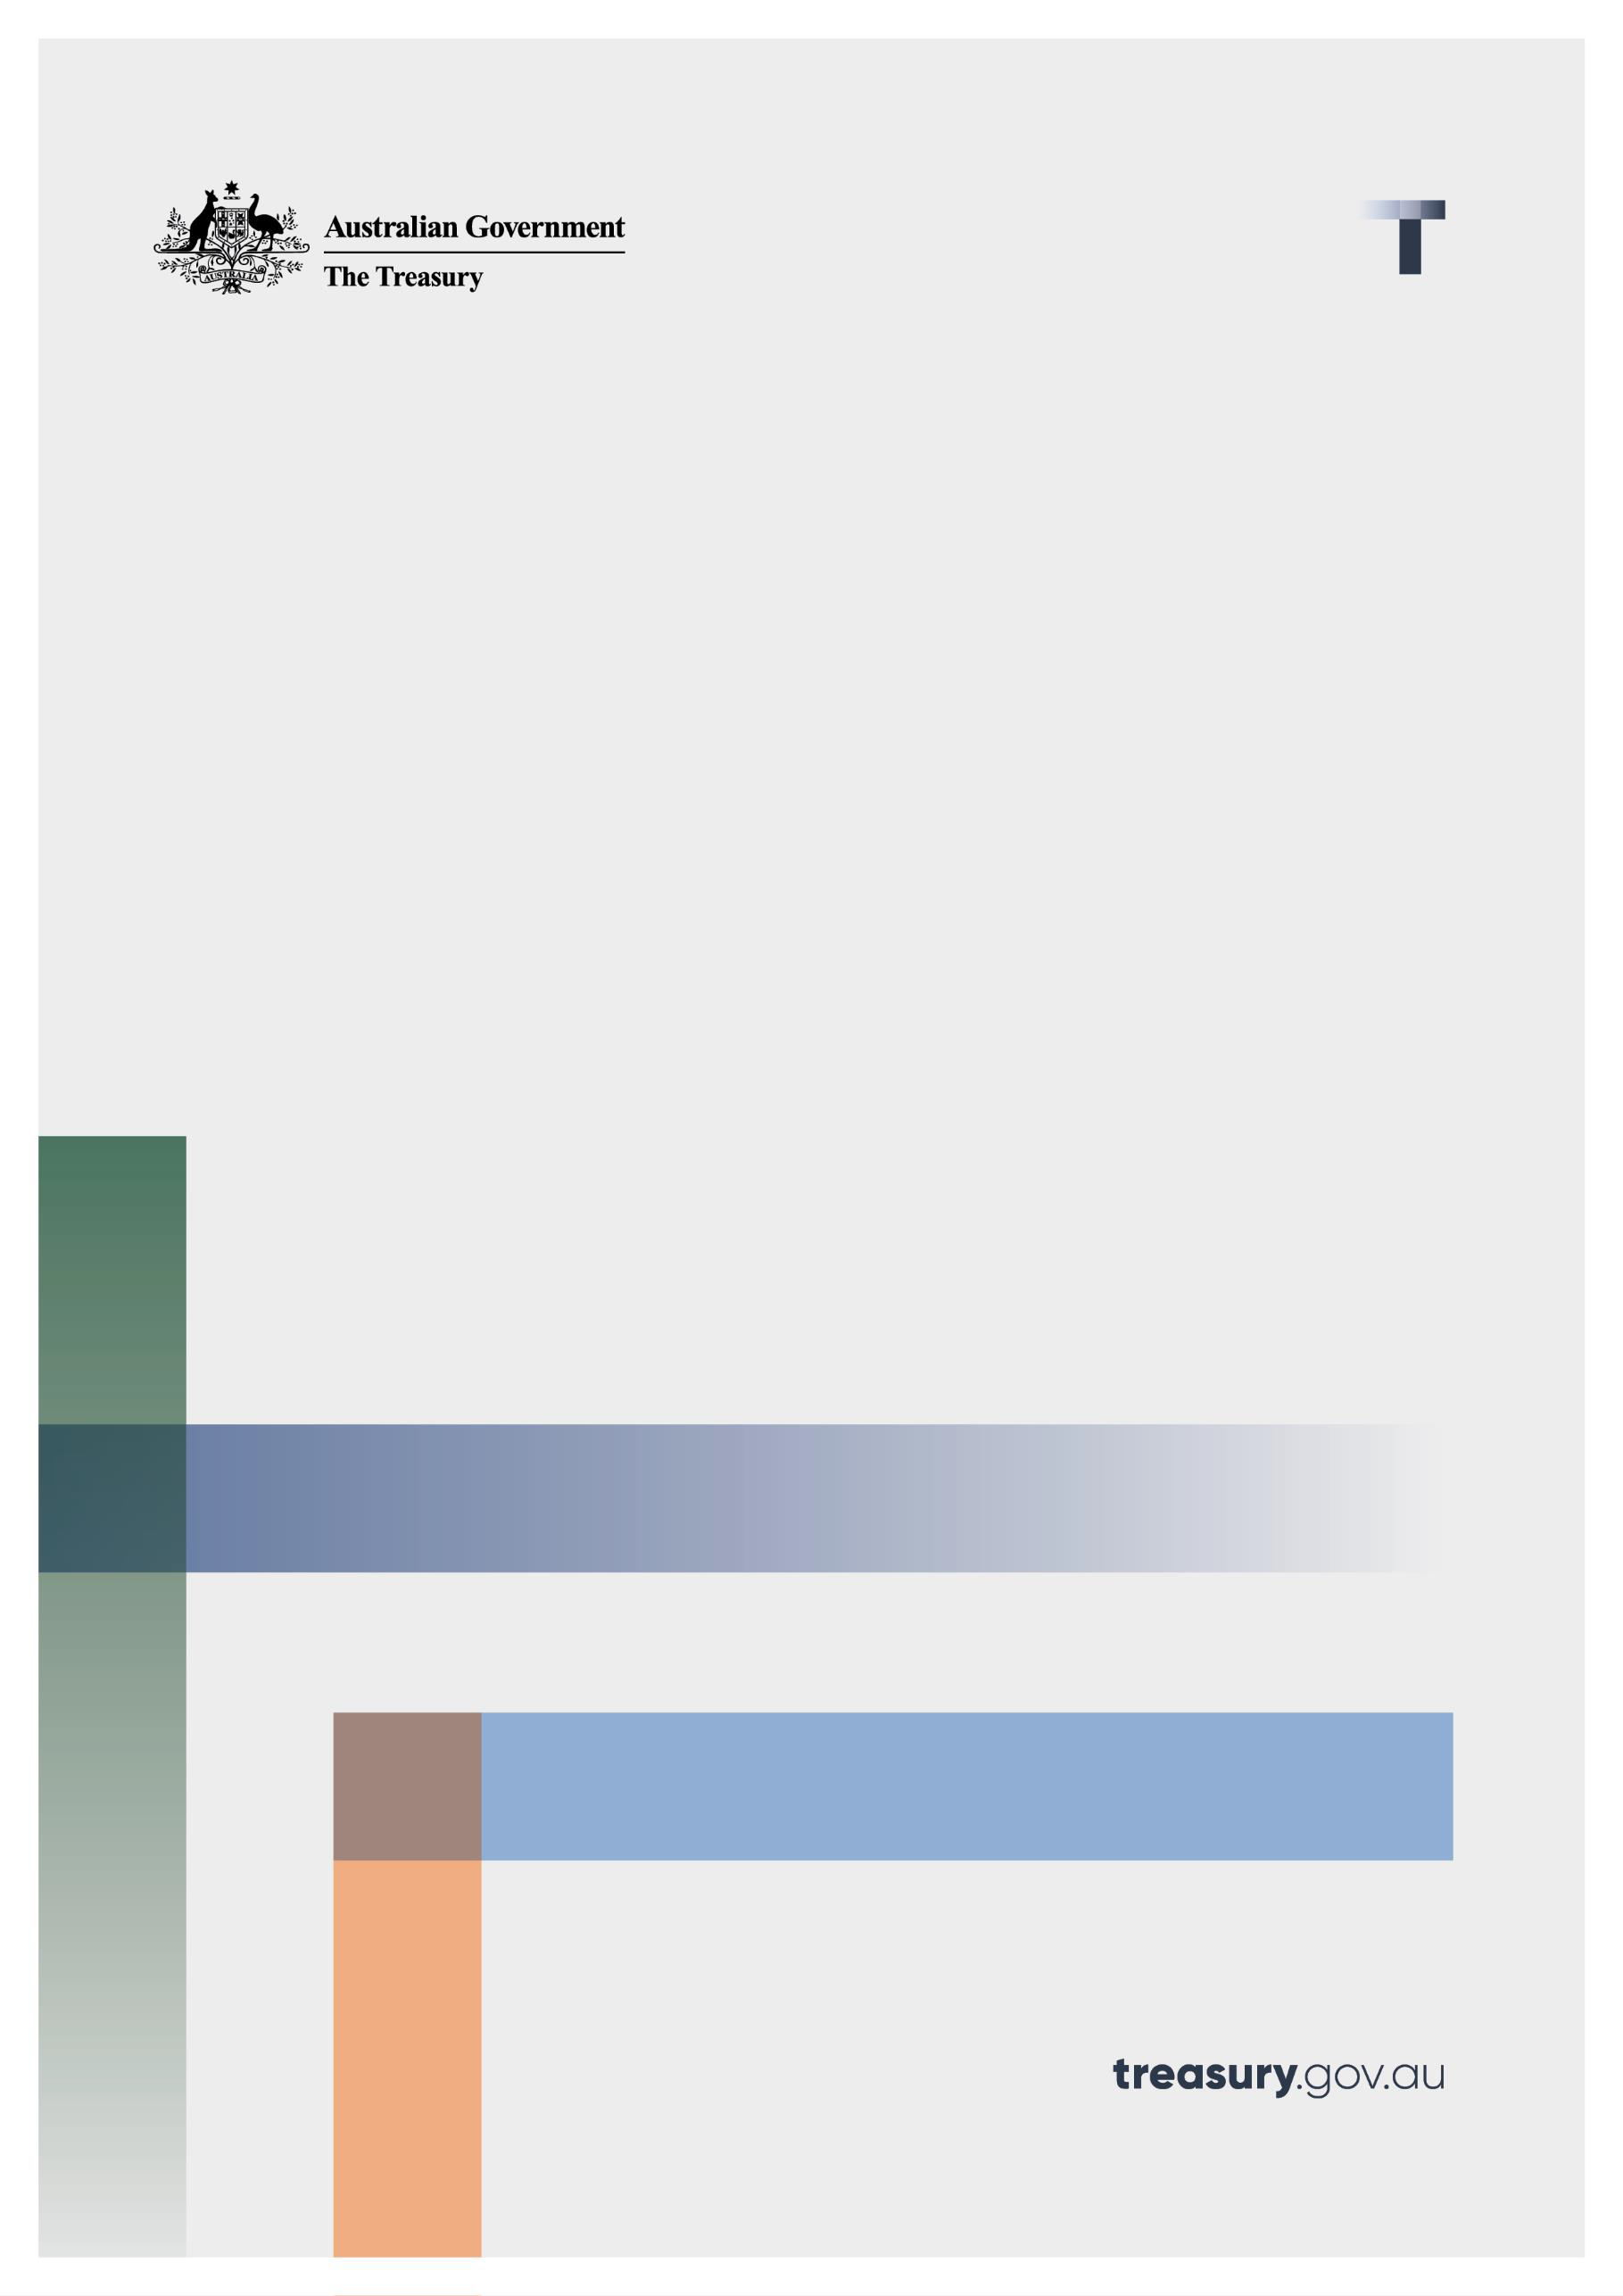 Australian Government
The Treasury
AUSTRALIA
T
treasury.gov.au